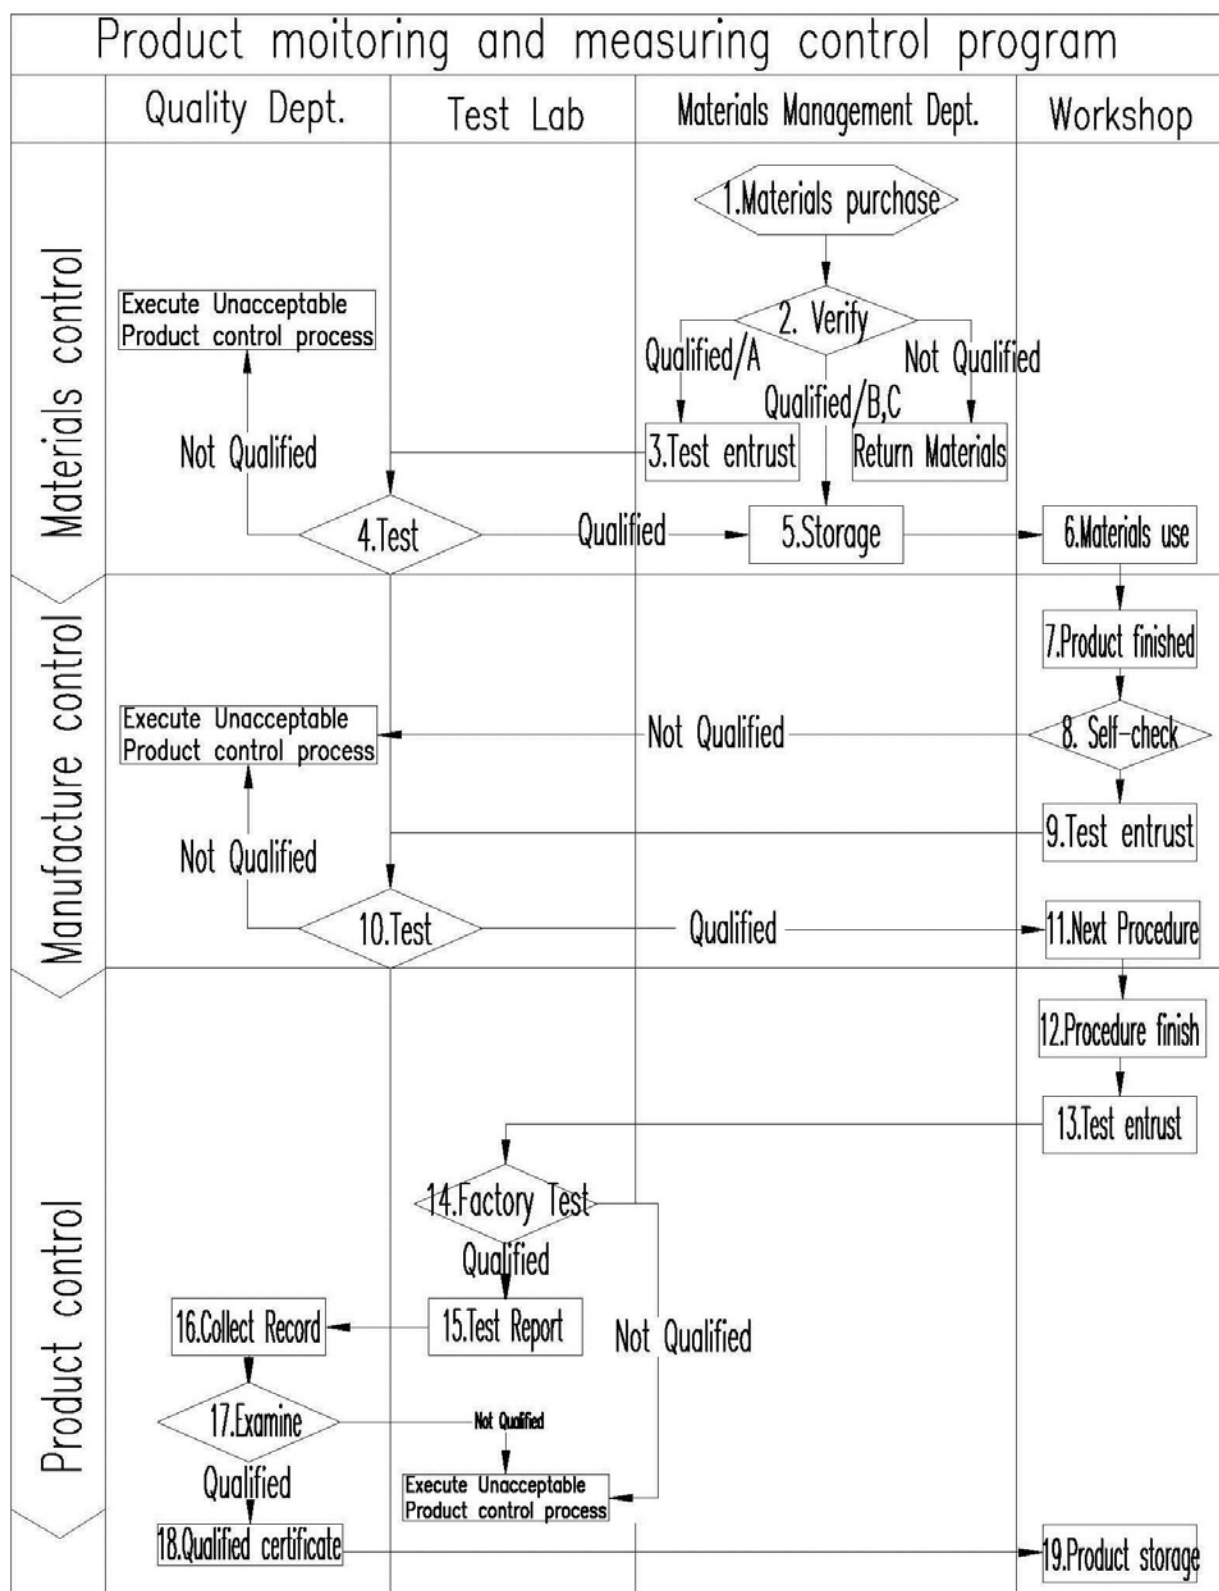 Product moitoring and measuring control program
Quality Dept.
Test Lab
Materials Management Dept.
Workshop
Materials control
1.Materials purchase
Execute Unacceptable
Product control process
2. Verify
Qualified/A
Not Qualified
Qualified/B,C
Not Qualified
3.Test entrust
Return Materials
4.Test
Qualified
5.Storage
6.Materials use
Manufacture control
7.Product finished
Execute Unacceptable
Product control process
Not Qualified
8. Self-check
9.Test entrust
Not Qualified
10.Test
Qualified
11.Next Procedure
Product control
12.Procedure finish
13.Test entrust
14.Factory Test
Qualified
16.Collect Record
15.Test Report
Not Qualified
17.Examine
Not Qualified
Qualified
Execute Unacceptable
Product control process
18.Qualified certificate
19.Product storage